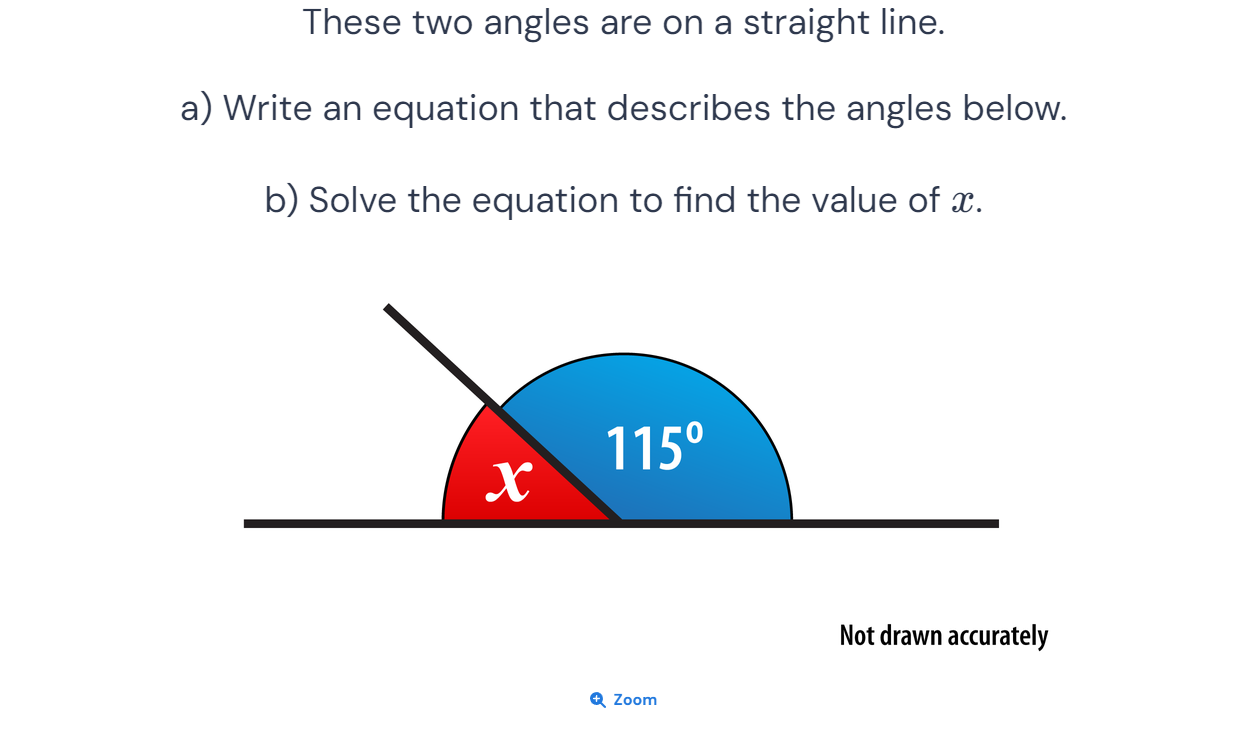 These two angles are on a straight line.
a) Write an equation that describes the angles below.
b) Solve the equation to find the value of x.
115º
x
Not drawn accurately
Zoom